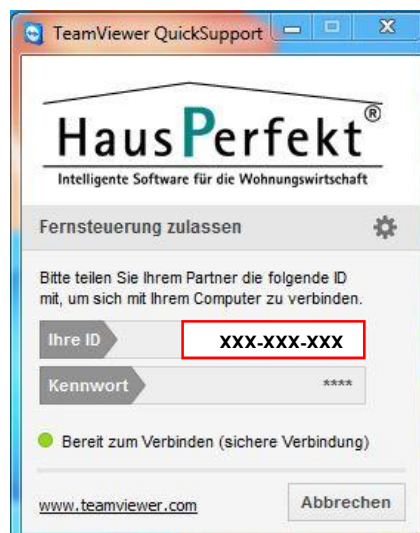 TeamViewer QuickSupport
HausPerfekt®
Intelligente Software für die Wohnungswirtschaft
Fernsteuerung zulassen
Bitte teilen Sie Ihrem Partner die folgende ID
mit, um sich mit Ihrem Computer zu verbinden.
Ihre ID XXX-XXX-XXX
Kennwort ****
Bereit zum Verbinden (sichere Verbindung)
www.teamviewer.com Abbrechen